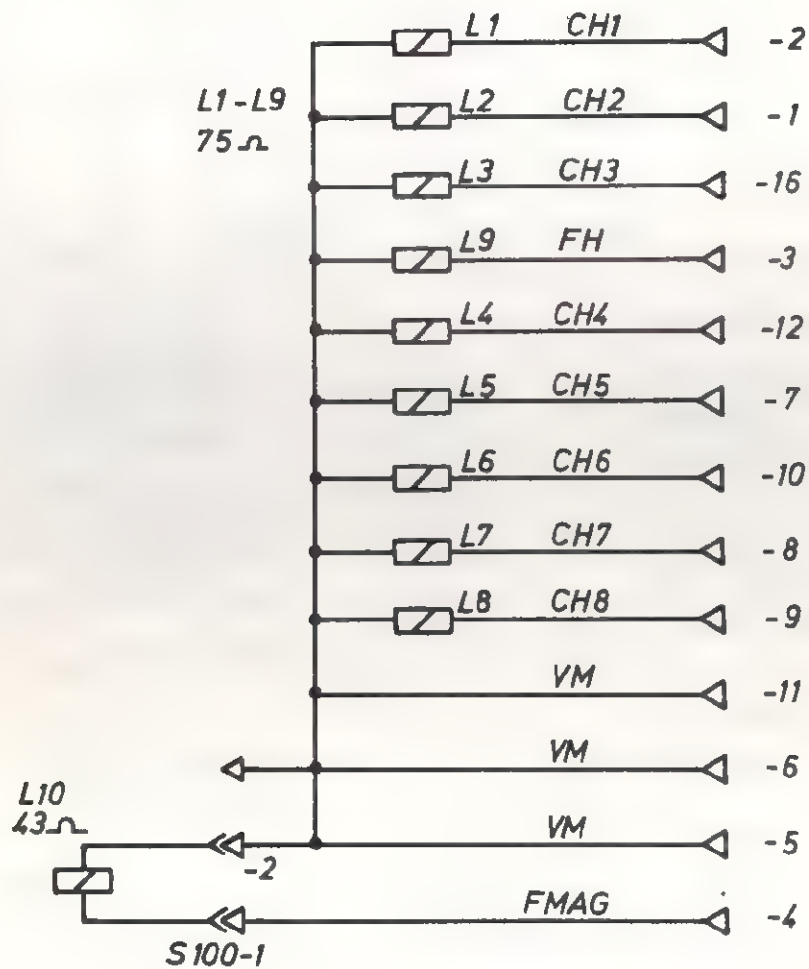 L1 CH1 -2
L1-L9
75Ω
L2 CH2 -1
L3 CH3 -16
L9 FH -3
L4 CH4 -12
L5 CH5 -7
L6 CH6 -10
L7 CH7 -8
L8 CH8 -9
VM -11
VM -6
L10
43Ω
VM -5
-2
FMAG -4
S100-1